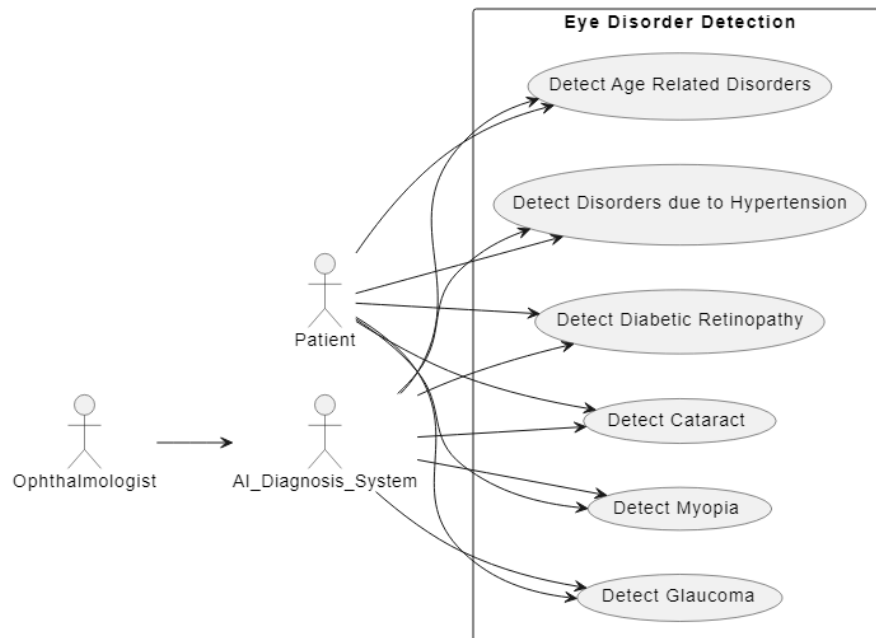 Eye Disorder Detection
Detect Age Related Disorders
Detect Disorders due to Hypertension
Patient
Detect Diabetic Retinopathy
Detect Cataract
Ophthalmologist
AI_Diagnosis_System
Detect Myopia
Detect Glaucoma